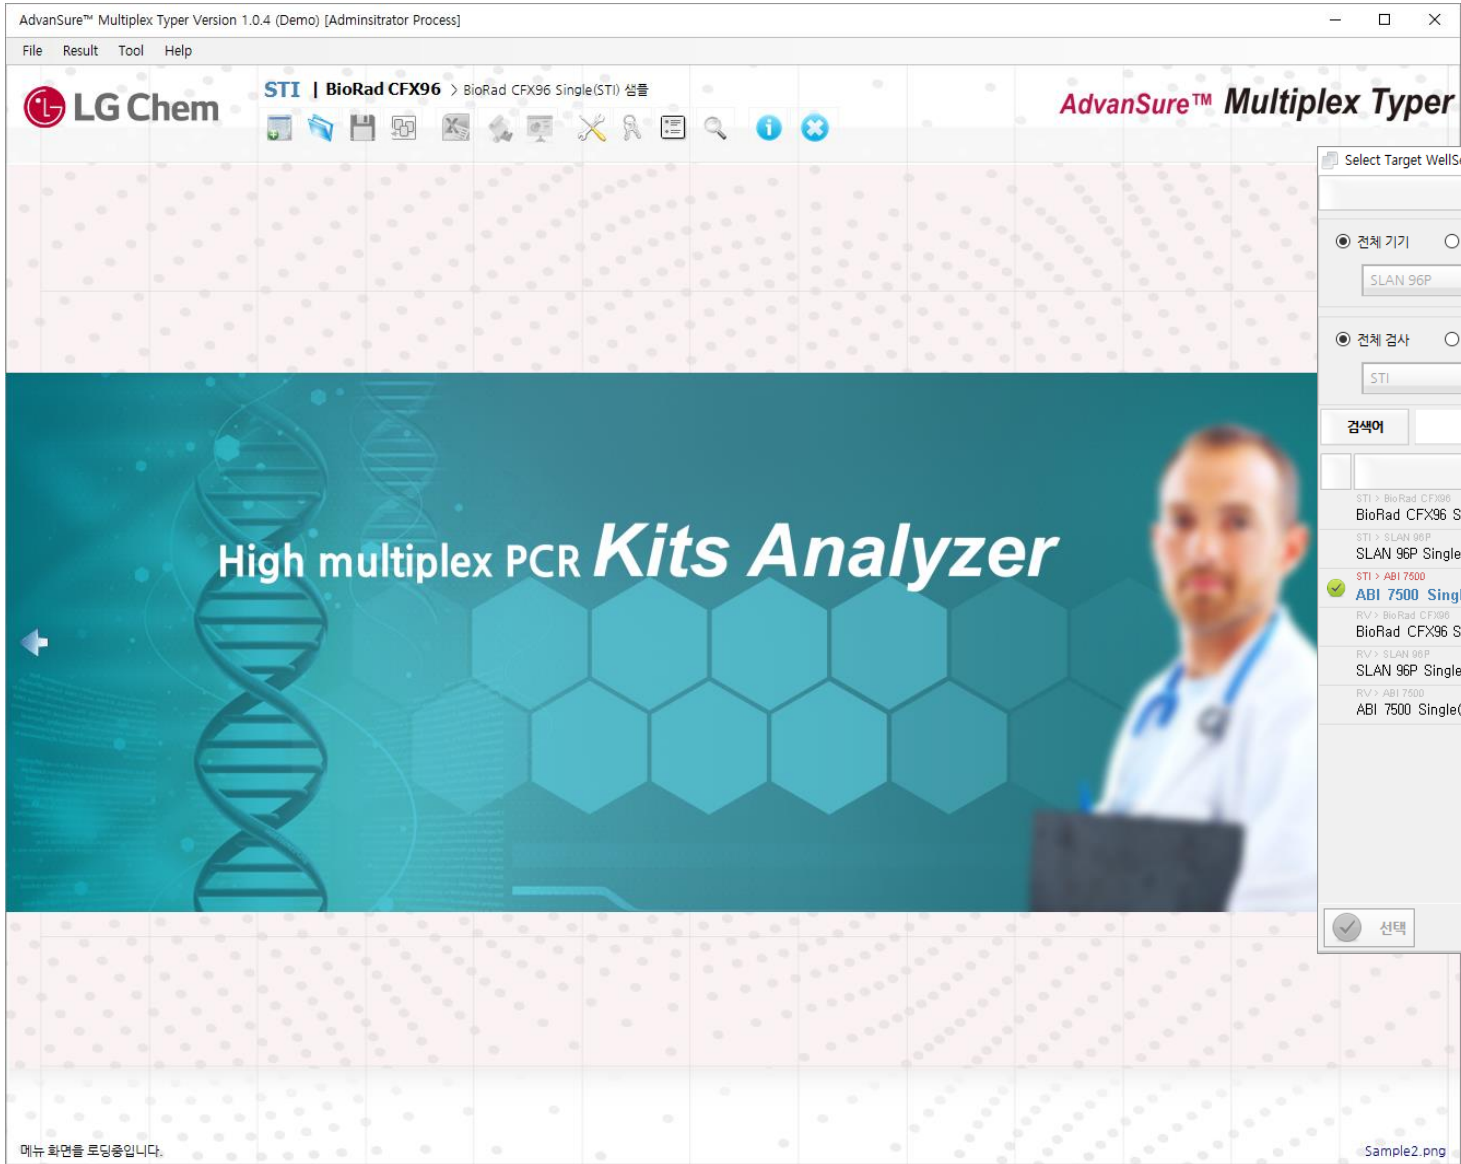 AdvanSure™ Multiplex Typer Version 1.0.4 (Demo) [Adminsitrator Process]
File Result Tool Help
LG Chem
STI | BioRad CFX96 > BioRad CFX96 Single(STI) 샘플
AdvanSure™ Multiplex Typer
Select Target WellS
전체 기기
SLAN 96P
전체 검사
STI
검색어
STI > BioRad CFX96
BioRad CFX96 S
STI > SLAN 96P
SLAN 96P Single
STI > ABI 7500
ABI 7500 Singl
RV > BioRad CFX96
BioRad CFX96 S
RV > SLAN 96P
SLAN 96P Single
RV > ABI 7500
ABI 7500 Single(
선택
High multiplex PCR Kits Analyzer
메뉴 화면을 로딩중입니다.
Sample2.png